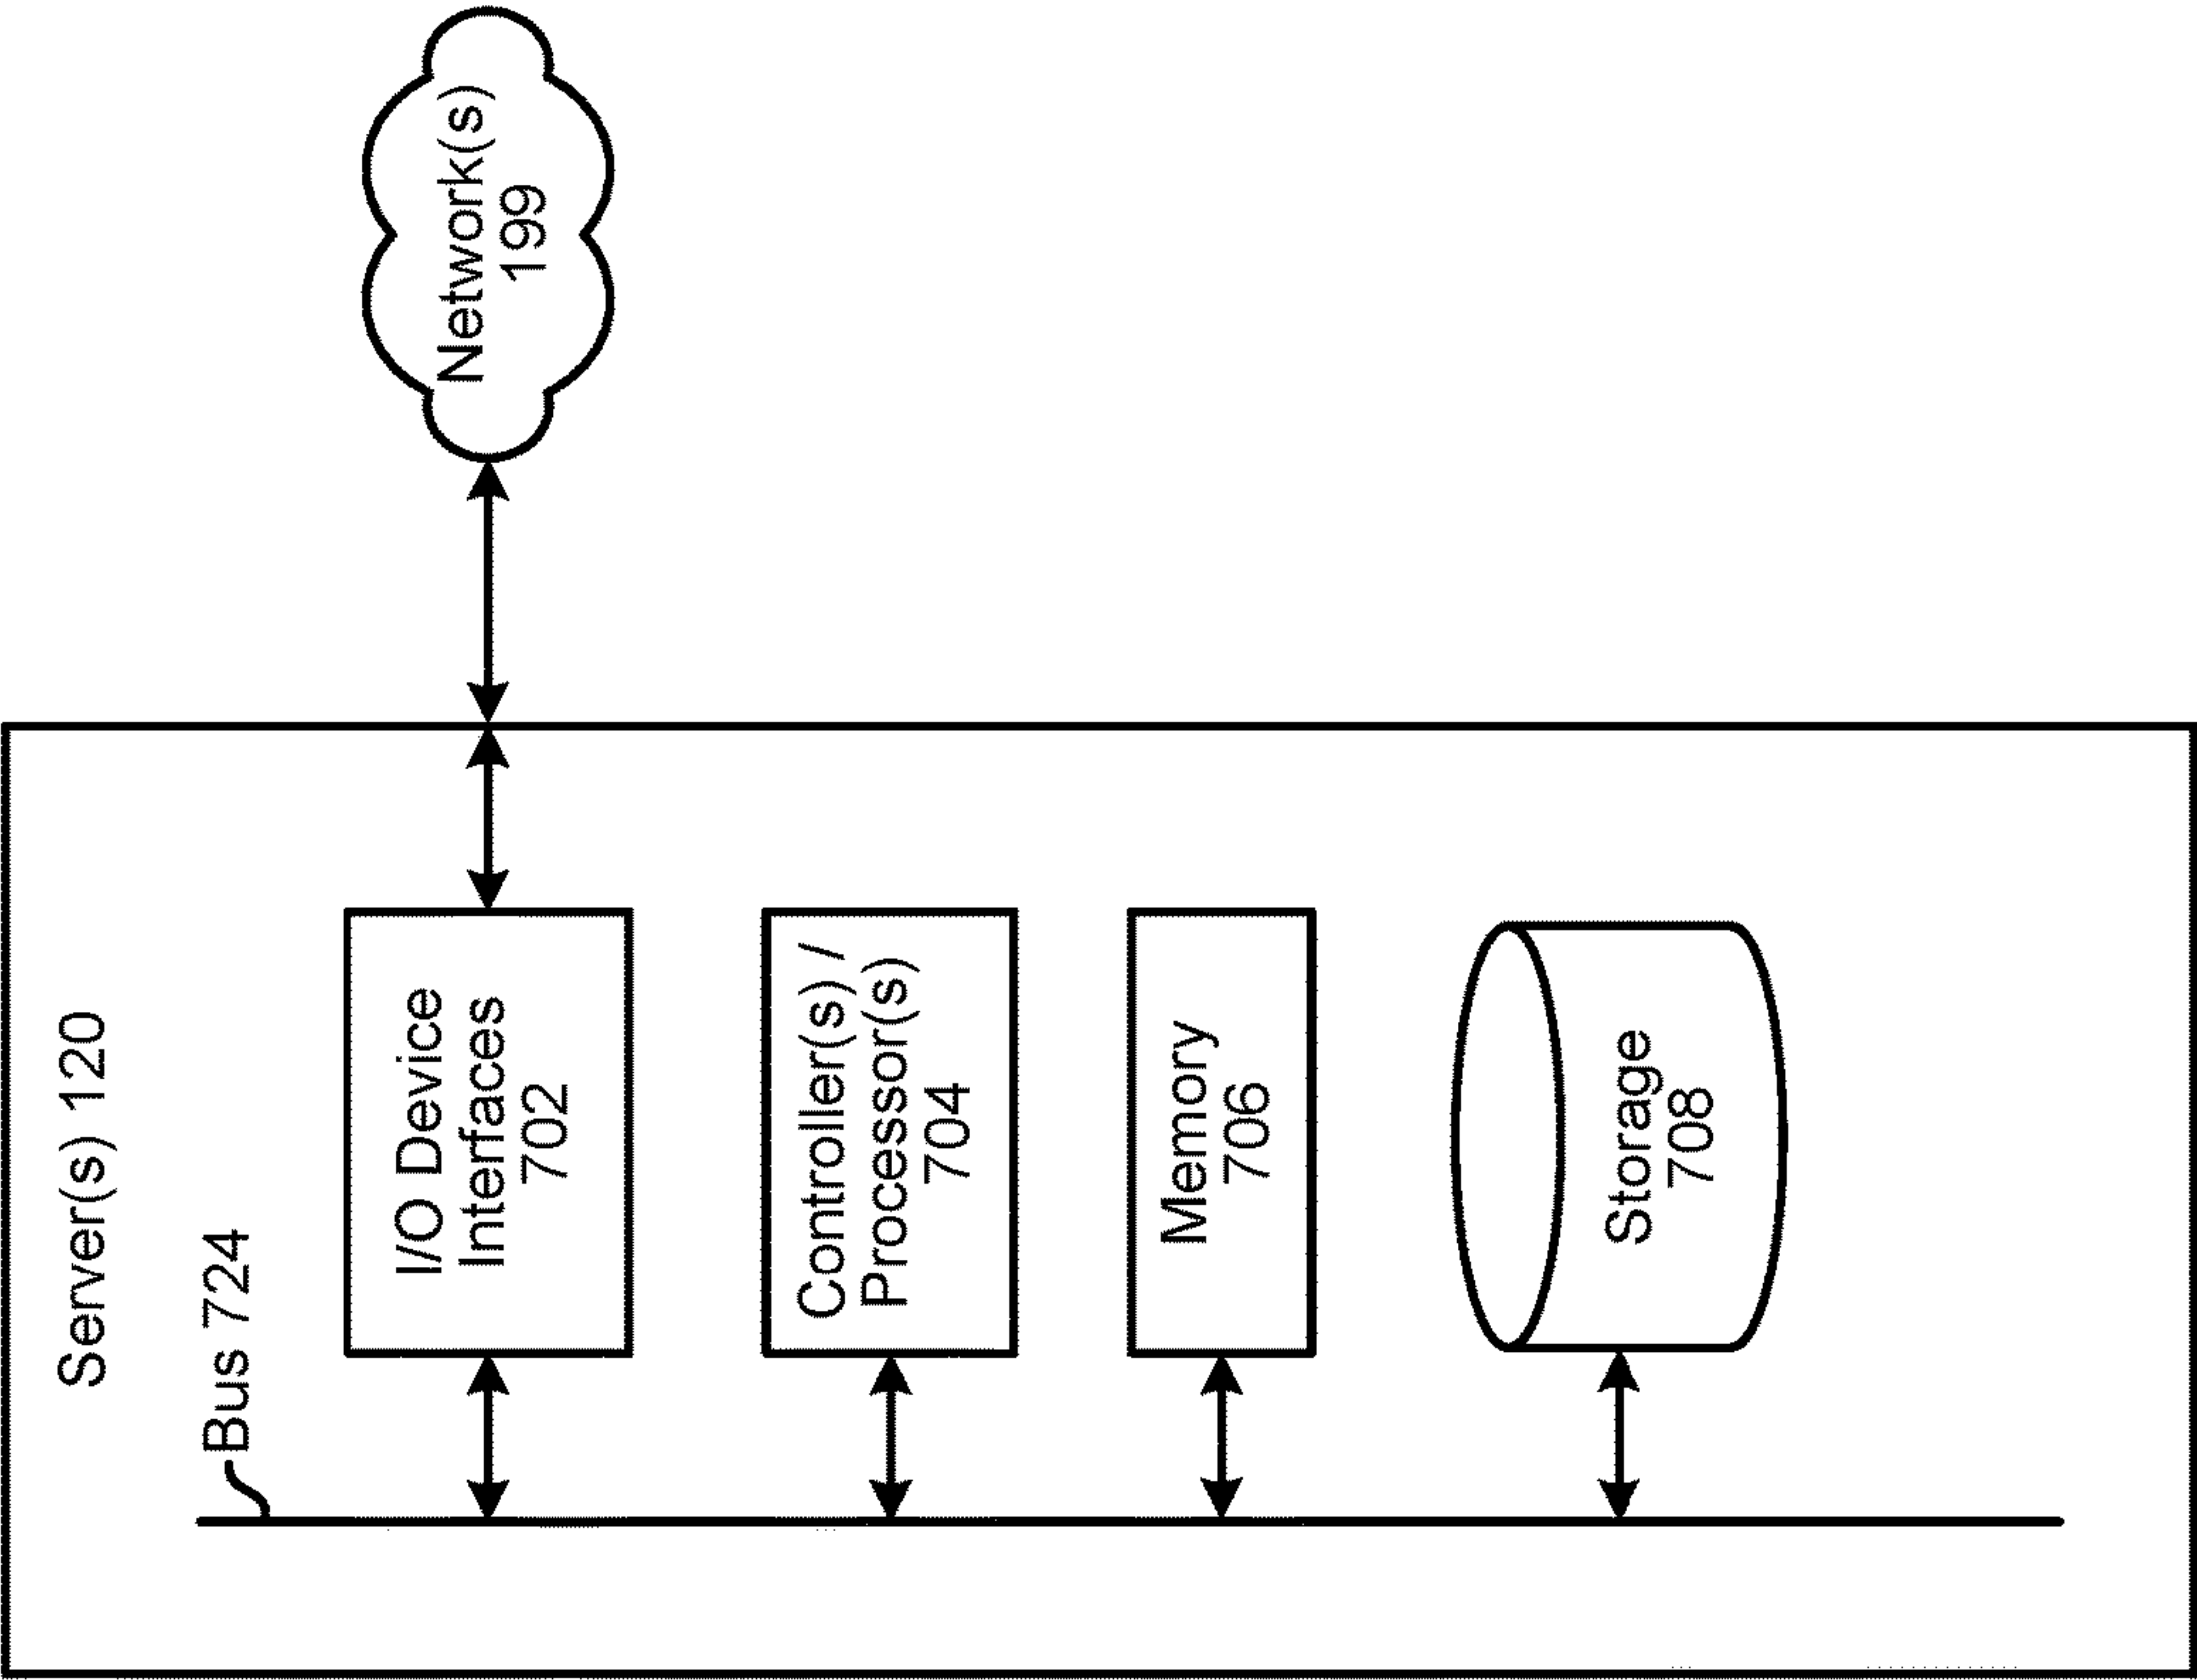 Server(s) 120
Bus 724
I/O Device
Interfaces
702
Controller(s) /
Processor(s)
704
Memory
706
Storage
708
Network(s)
199